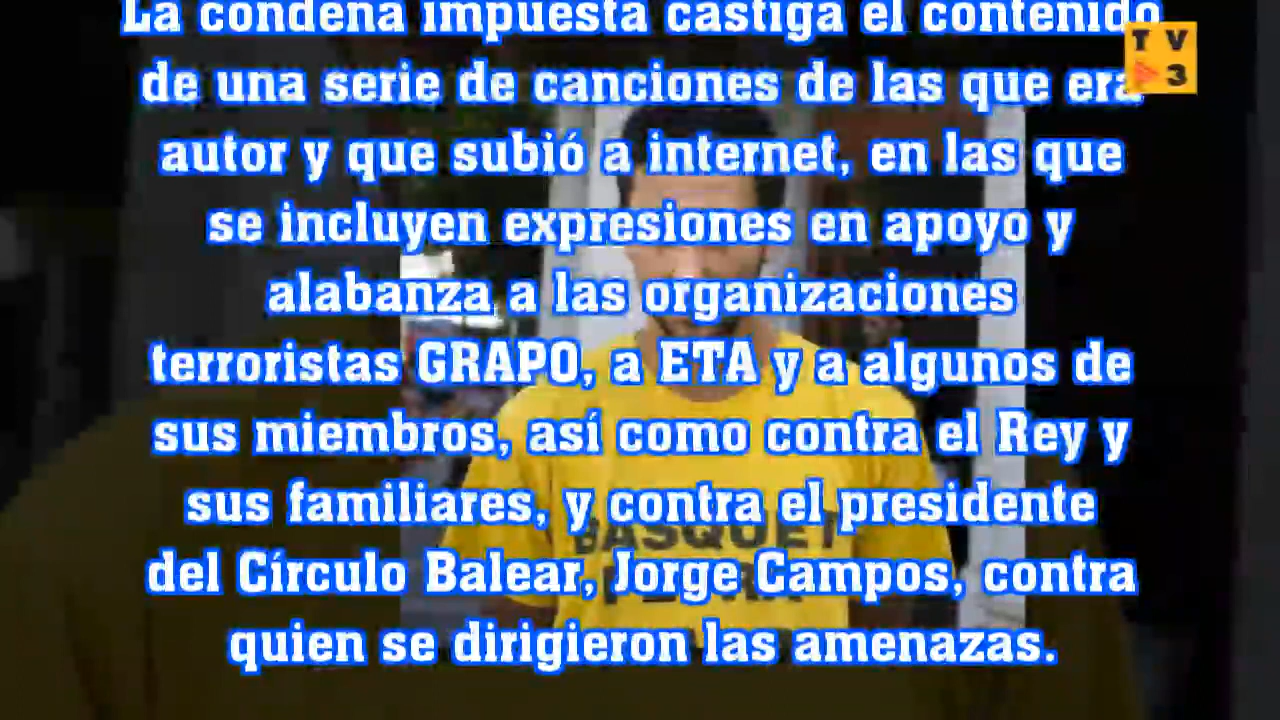 La condena impuesta castiga el contenido
de una serie de canciones de las que era
autor y que subió a internet, en las que
se incluyen expresiones en apoyo y
alabanza a las organizaciones
terroristas GRAPO, a ETA y a algunos de
sus miembros, así como contra el Rey y
sus familiares, y contra el presidente
del Círculo Balear, Jorge Campos, contra
quien se dirigieron las amenazas.
TV
3
BASQUET